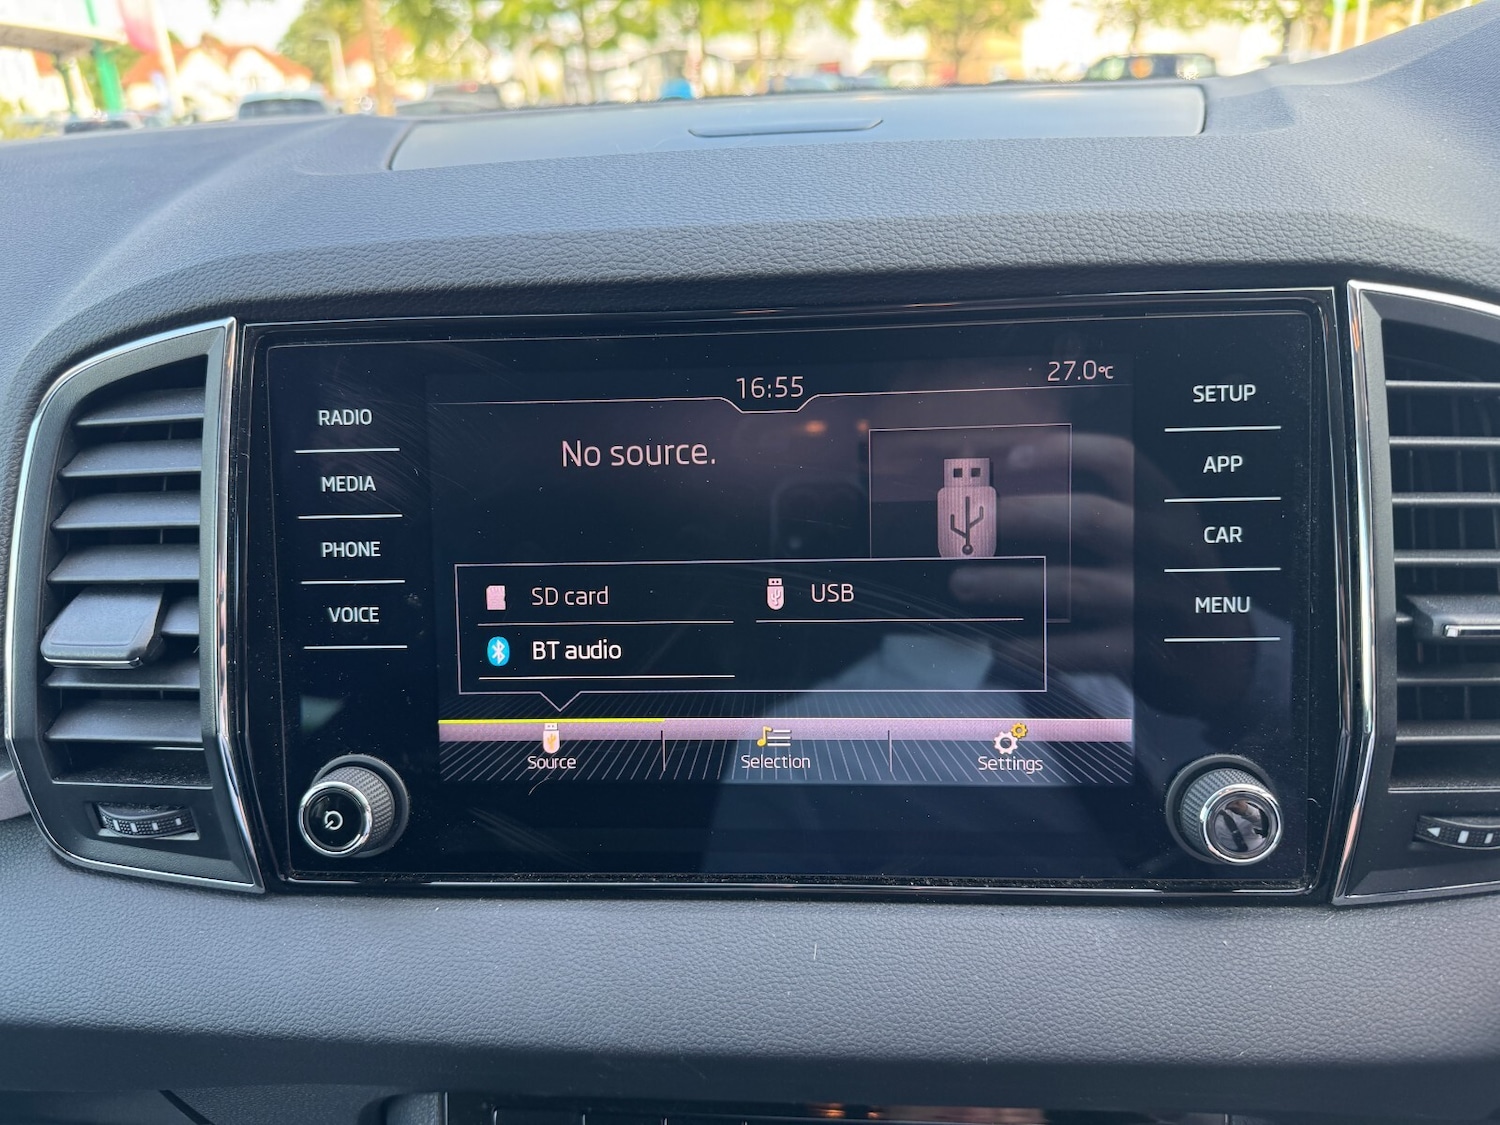 16:55
27.0°C
No source.
RADIO
MEDIA
PHONE
VOICE
SETUP
APP
CAR
MENU
SD card
USB
BT audio
Source
Selection
Settings